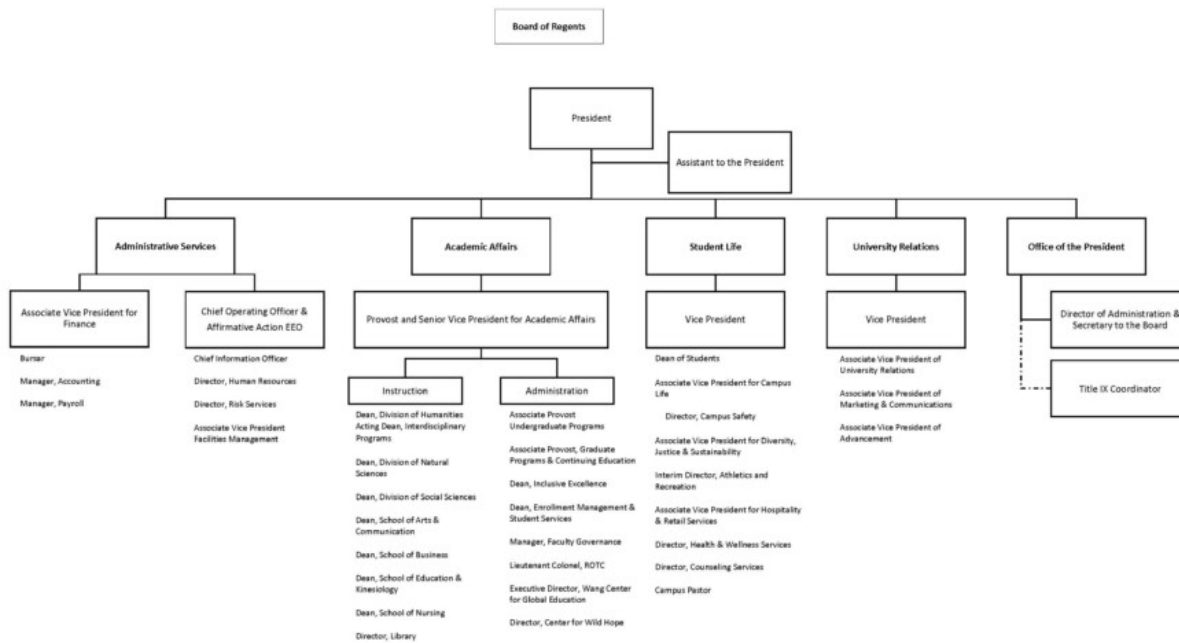 Board of Regents
President
Assistant to the President
Administrative Services
Academic Affairs
Student Life
University Relations
Office of the President
Associate Vice President for
Finance
Bursar
Manager, Accounting
Manager, Payroll
Chief Operating Officer &
Affirmative Action EEO
Chief Information Officer
Director, Human Resources
Director, Risk Services
Associate Vice President
Facilities Management
Provost and Senior Vice President for Academic Affairs
Instruction
Dean, Division of Humanities
Acting Dean, Interdisciplinary
Programs
Dean, Division of Natural
Sciences
Dean, Division of Social Sciences
Dean, School of Arts &
Communication
Dean, School of Business
Dean, School of Education &
Kinesiology
Dean, School of Nursing
Director, Library
Administration
Associate Provost
Undergraduate Programs
Associate Provost, Graduate
Programs & Continuing Education
Dean, Inclusive Excellence
Dean, Enrollment Management &
Student Services
Manager, Faculty Governance
Lieutenant Colonel, ROTC
Executive Director, Wang Center
for Global Education
Director, Center for Wild Hope
Vice President
Dean of Students
Associate Vice President for Campus
Life
Director, Campus Safety
Associate Vice President for Diversity,
Justice & Sustainability
Interim Director, Athletics and
Recreation
Associate Vice President for Hospitality
& Retail Services
Director, Health & Wellness Services
Director, Counseling Services
Campus Pastor
Vice President
Associate Vice President of
University Relations
Associate Vice President of
Marketing & Communications
Associate Vice President of
Advancement
Director of Administration &
Secretary to the Board
Title IX Coordinator